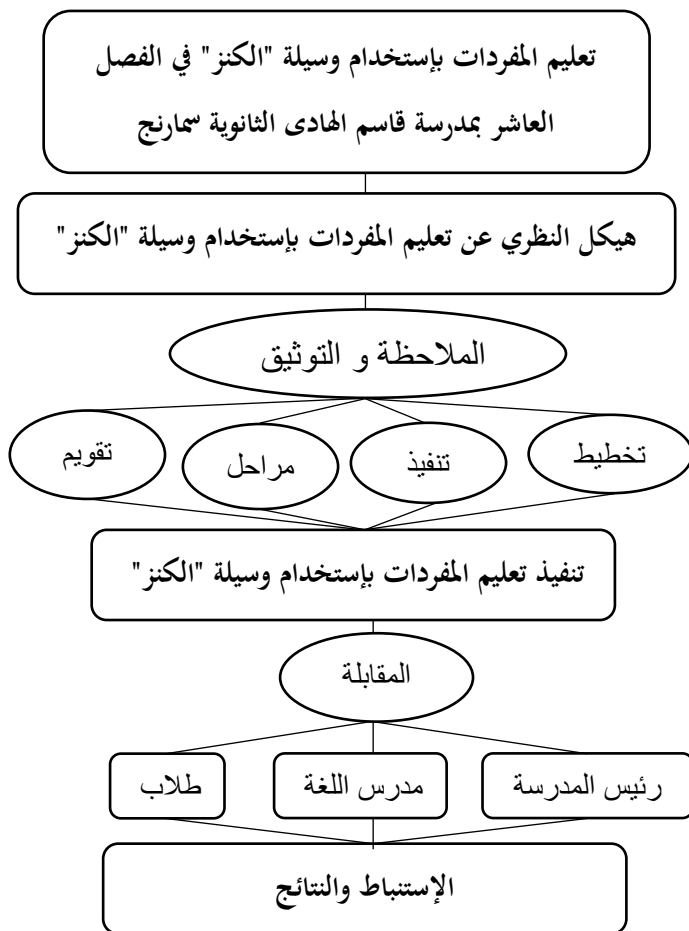 تعليم المفردات بإستخدام وسيلة "الكنز" في الفصل
العاشر بمدرسة قاسم الهادى الثانوية سمارنج
هيكل النظري عن تعليم المفردات بإستخدام وسيلة "الكنز"
الملاحظة و التوثيق
تخطيط
تنفيذ
مراحل
تقويم
تنفيذ تعليم المفردات بإستخدام وسيلة "الكنز"
المقابلة
رئيس المدرسة
مدرس اللغة
طلاب
الإستنباط والنتائج